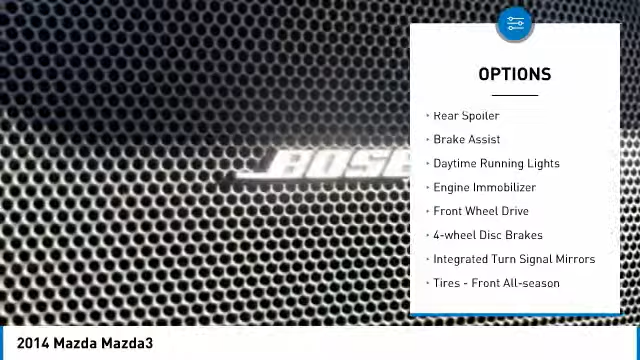 BOSE
OPTIONS
Rear Spoiler
Brake Assist
Daytime Running Lights
Engine Immobilizer
Front Wheel Drive
4-wheel Disc Brakes
Integrated Turn Signal Mirrors
Tires - Front All-season
2014 Mazda Mazda3